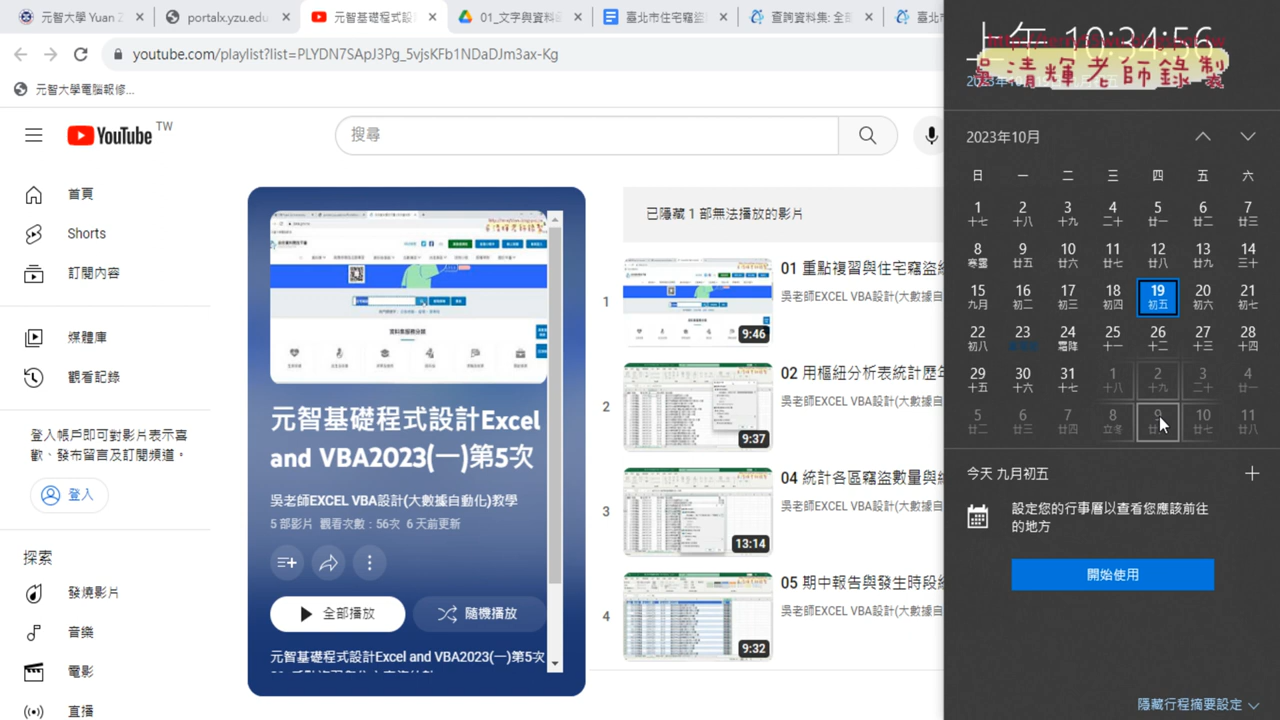 元智大學 Yuan Z
portalx.yzu.edu
元智基礎程式設
01_文字與資料
臺北市住宅竊盜
查詢資料集: 全
臺北
youtube.com/playlist?list=
元智大學電腦報修...
YouTube
TW
搜尋
首頁
Shorts
訂閱內容
媒體庫
觀看記錄
登入帳戶即可對影片表示喜
歡、發布留言及訂閱頻道。
登入
探索
發燒影片
音樂
電影
直播
元智基礎程式設計Excel
and VBA2023(一)第5次
吳老師EXCEL VBA設計(大數據自動化)教學
5 部影片 觀看次數：56次 6 天前更新
全部播放
隨機播放
元智基礎程式設計Excel and VBA2023(一)第5次
已隱藏 1 部無法播放的影片
1
9:46
01 重點複習與住宅竊盜
吳老師EXCEL VBA設計(大數據自
2
9:37
02 用樞紐分析表統計歷年
吳老師EXCEL VBA設計(大數據自
3
13:14
04 統計各區竊盜數量與
吳老師EXCEL VBA設計(大數據自
4
9:32
05 期中報告與發生時段
吳老師EXCEL VBA設計(大數據自
上午 10:34:56
吳清輝老師錄製
2023年10月
日 一 二 三 四 五 六
1 2 3 4 5 6 7
十七 十八 十九 二十 廿一 廿二 廿三
8 9 10 11 12 13 14
寒露 廿五 廿六 廿七 廿八 廿九 三十
15 16 17 18 19 20 21
九月 初二 初三 初四 初五 初六 初七
22 23 24 25 26 27 28
初八 霜降 十一 十二 十三 十四
29 30 31 1 2 3 4
十五 十六 十七 十八 十九 二十 廿一
5 6 7 8 9 10 11
廿二 廿三 廿四 立冬 廿七 廿八
今天 九月初五
設定您的行事曆以查看您應該前往
的地方
開始使用
隱藏行程摘要設定